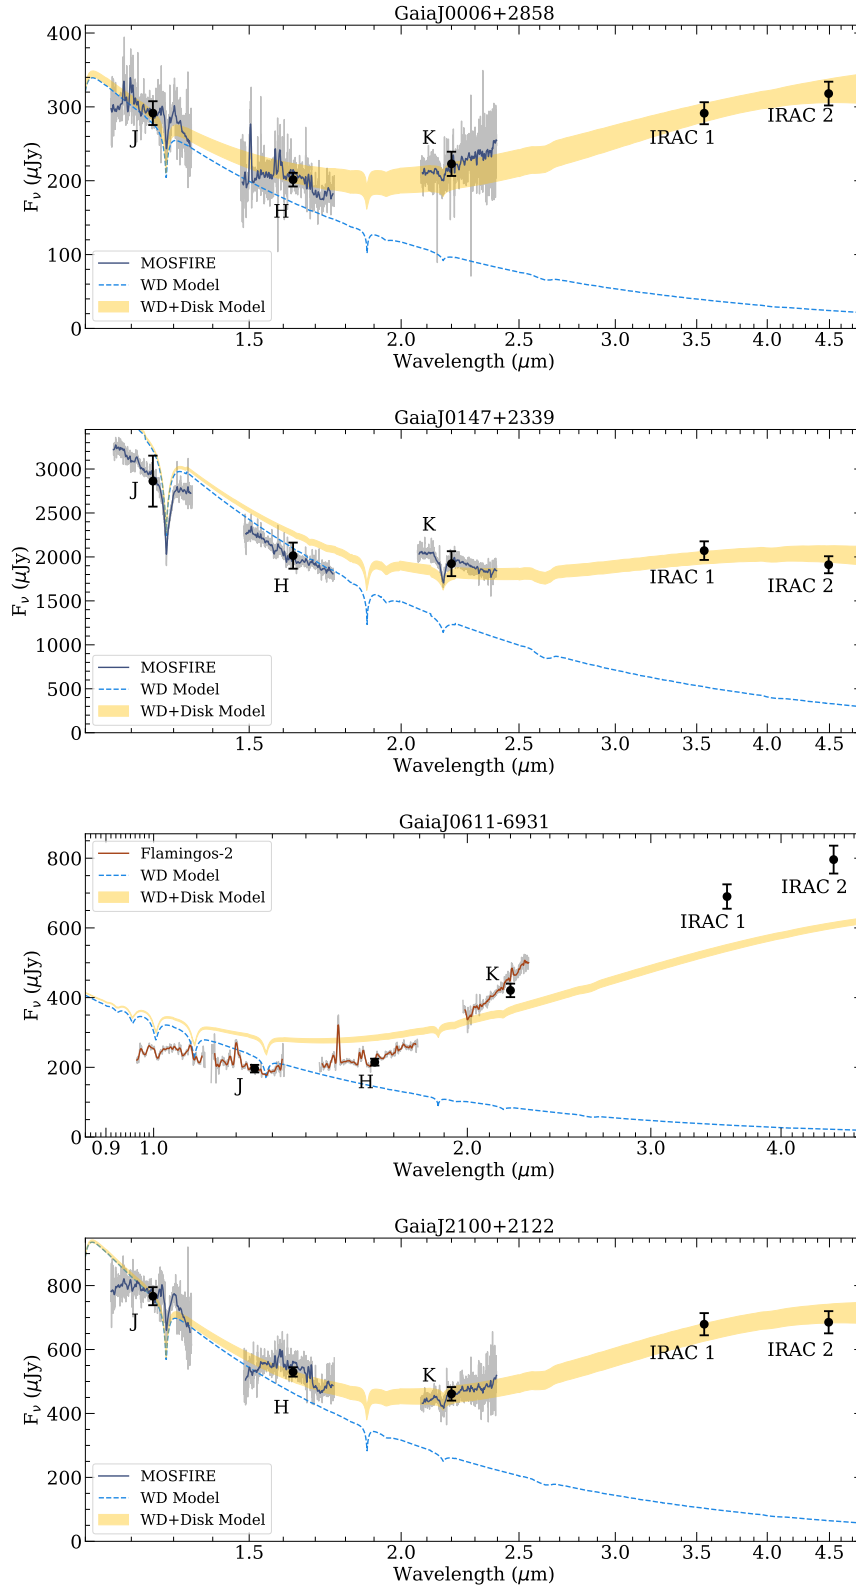 GaiaJ0006+2858
400
300
200
100
0
Fν (μJy)
J
H
K
IRAC 1
IRAC 2
MOSFIRE
WD Model
WD+Disk Model
1.5
2.0
2.5
3.0
3.5
4.0
4.5
Wavelength (μm)
GaiaJ0147+2339
3000
2500
2000
1500
1000
500
0
Fν (μJy)
J
H
K
IRAC 1
IRAC 2
MOSFIRE
WD Model
WD+Disk Model
1.5
2.0
2.5
3.0
3.5
4.0
4.5
Wavelength (μm)
GaiaJ0611-6931
800
600
400
200
0
Fν (μJy)
Flamingos-2
WD Model
WD+Disk Model
J
H
K
IRAC 1
IRAC 2
0.9
1.0
2.0
3.0
4.0
Wavelength (μm)
GaiaJ2100+2122
800
600
400
200
0
Fν (μJy)
J
H
K
IRAC 1
IRAC 2
MOSFIRE
WD Model
WD+Disk Model
1.5
2.0
2.5
3.0
3.5
4.0
4.5
Wavelength (μm)